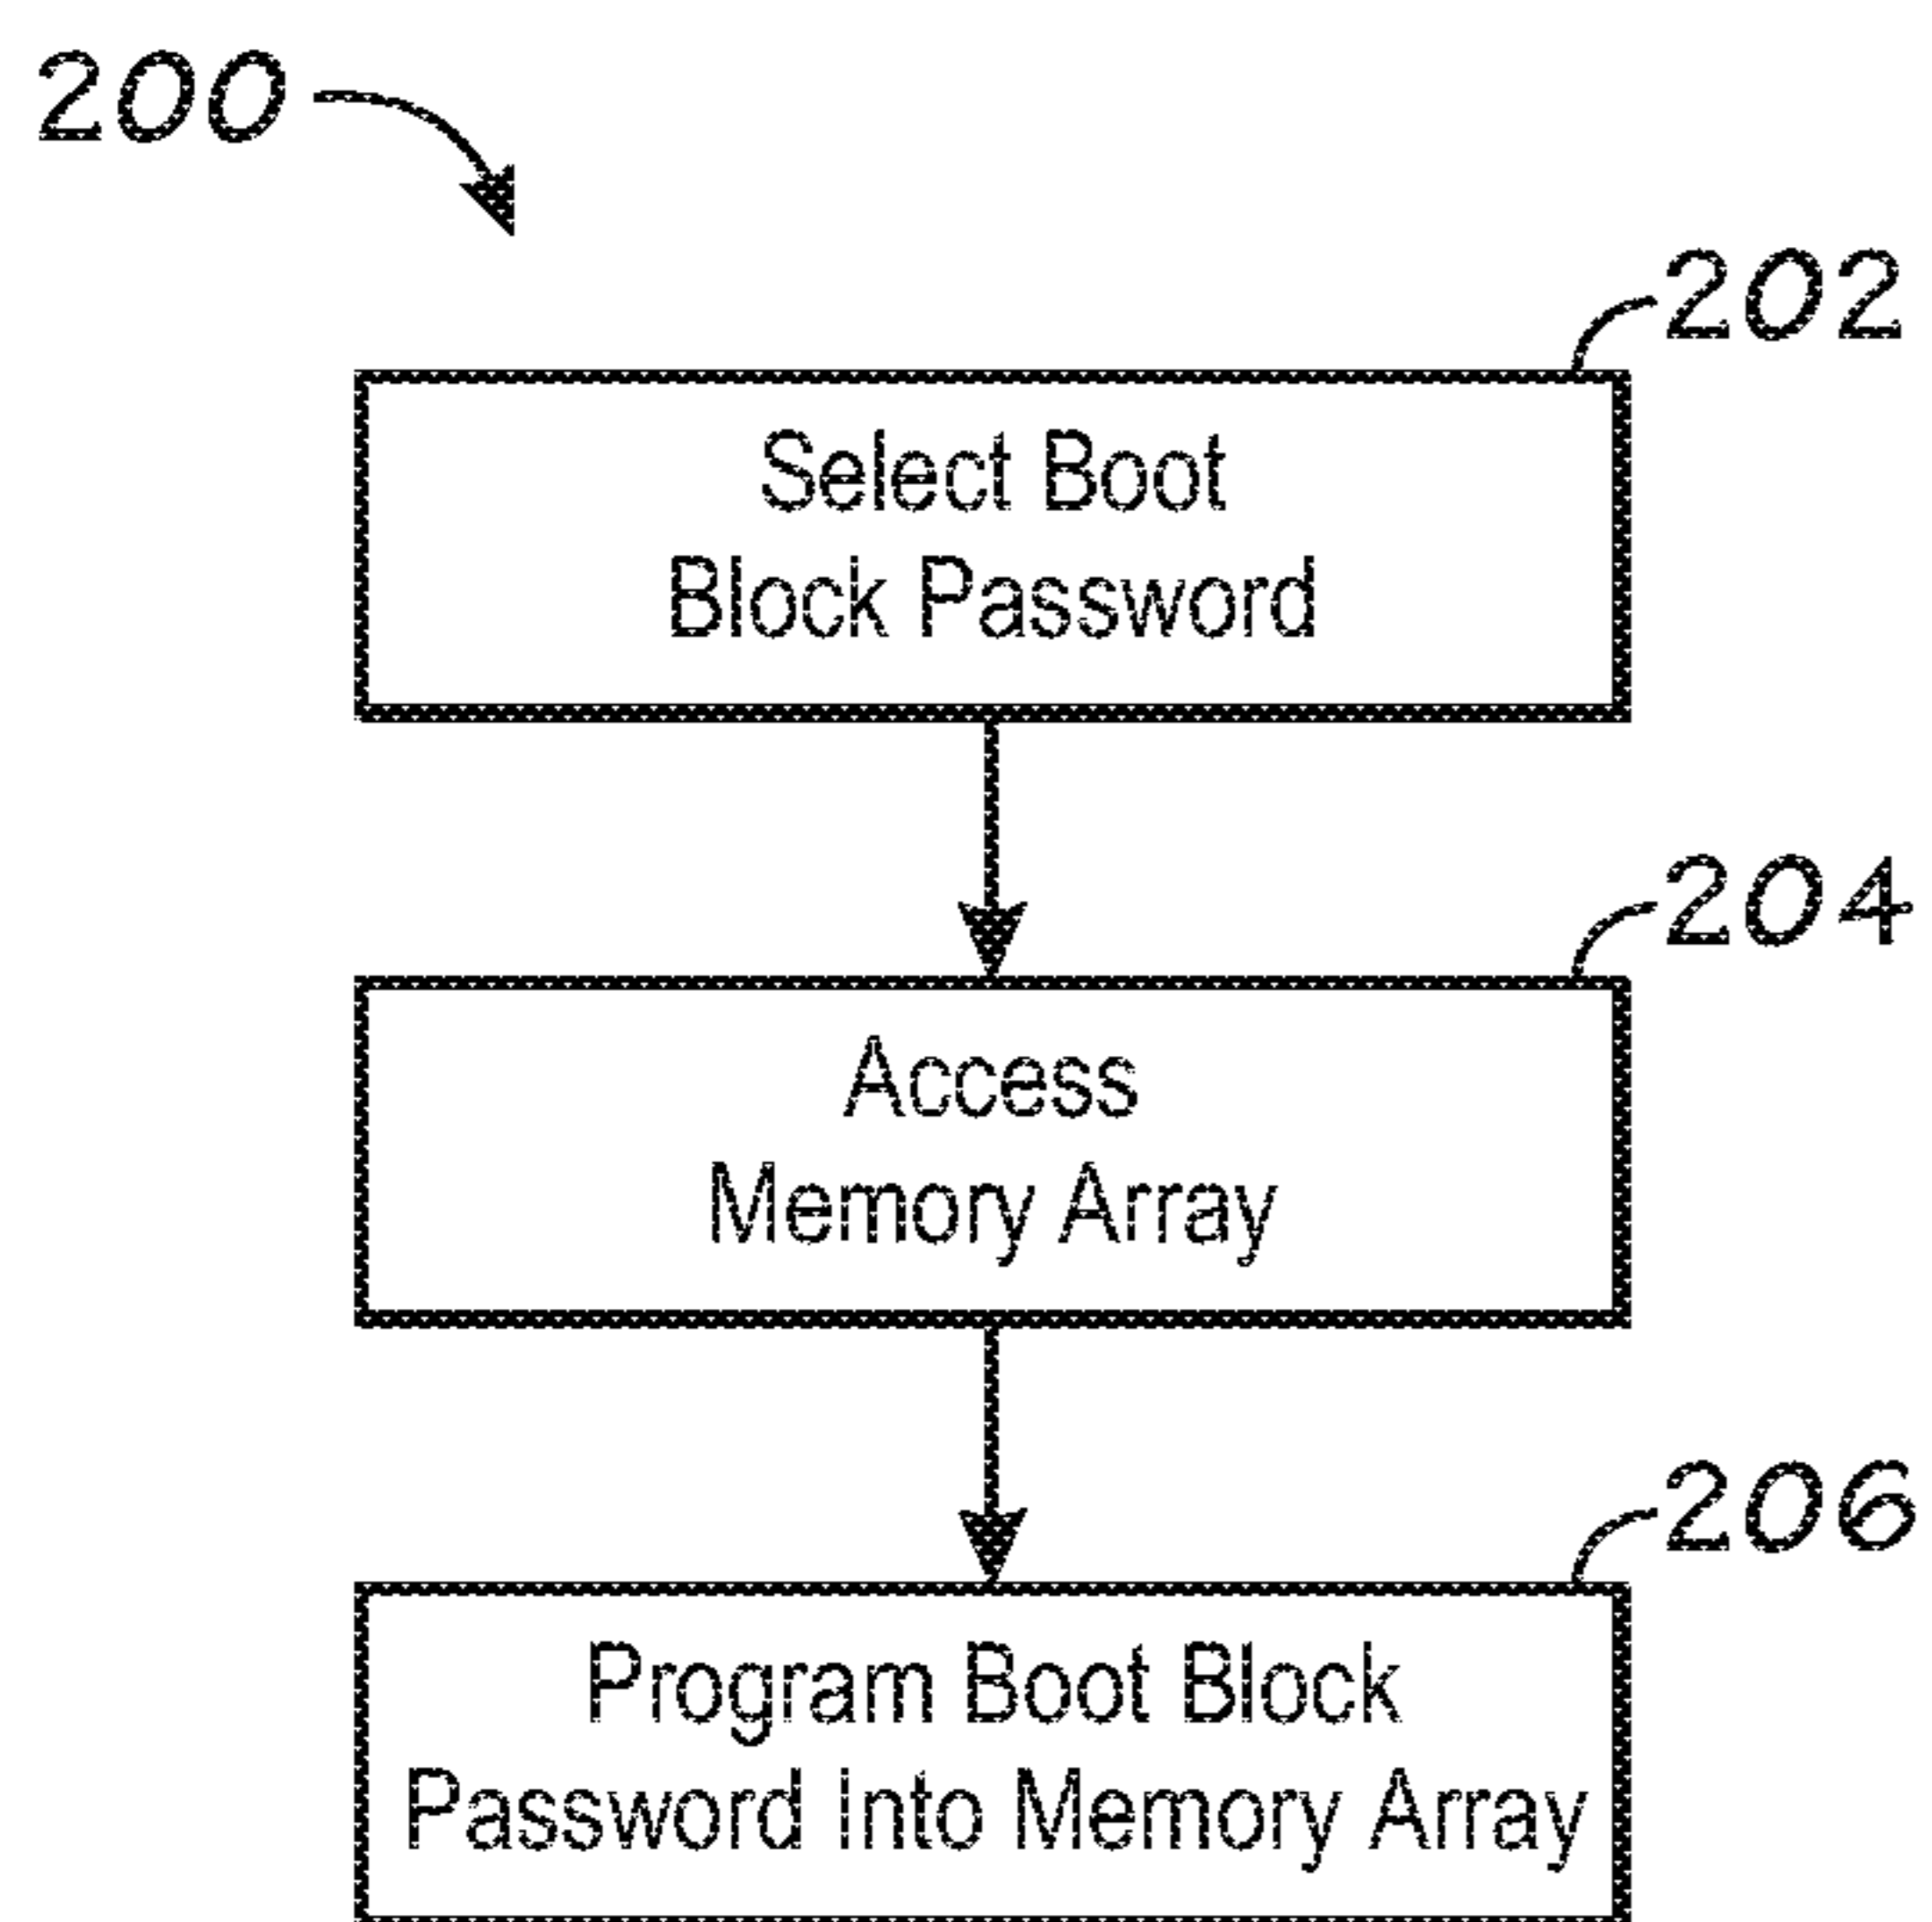 200
202
Select Boot
Block Password
204
Access
Memory Array
206
Program Boot Block
Password Into Memory Array